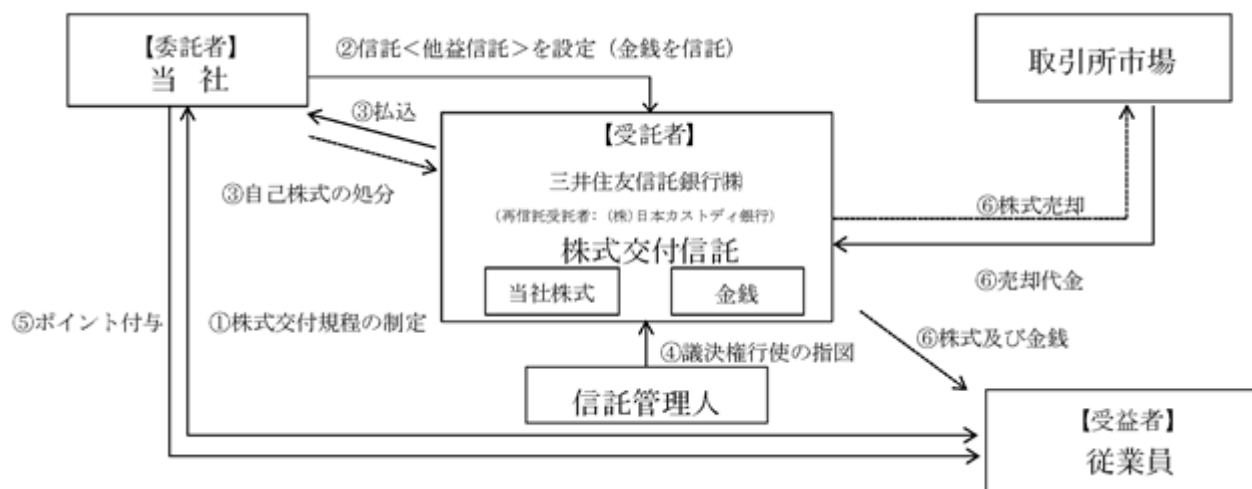 【委託者】
当 社
②信託<他益信託>を設定(金銭を信託)
取引所市場
③払込
③自己株式の処分
【受託者】
三井住友信託銀行㈱
(再信託受託者:(株)日本カストディ銀行)
株式交付信託
当社株式
金銭
⑥株式売却
⑥売却代金
⑤ポイント付与
①株式交付規程の制定
④議決権行使の指図
⑥株式及び金銭
信託管理人
【受益者】
従業員